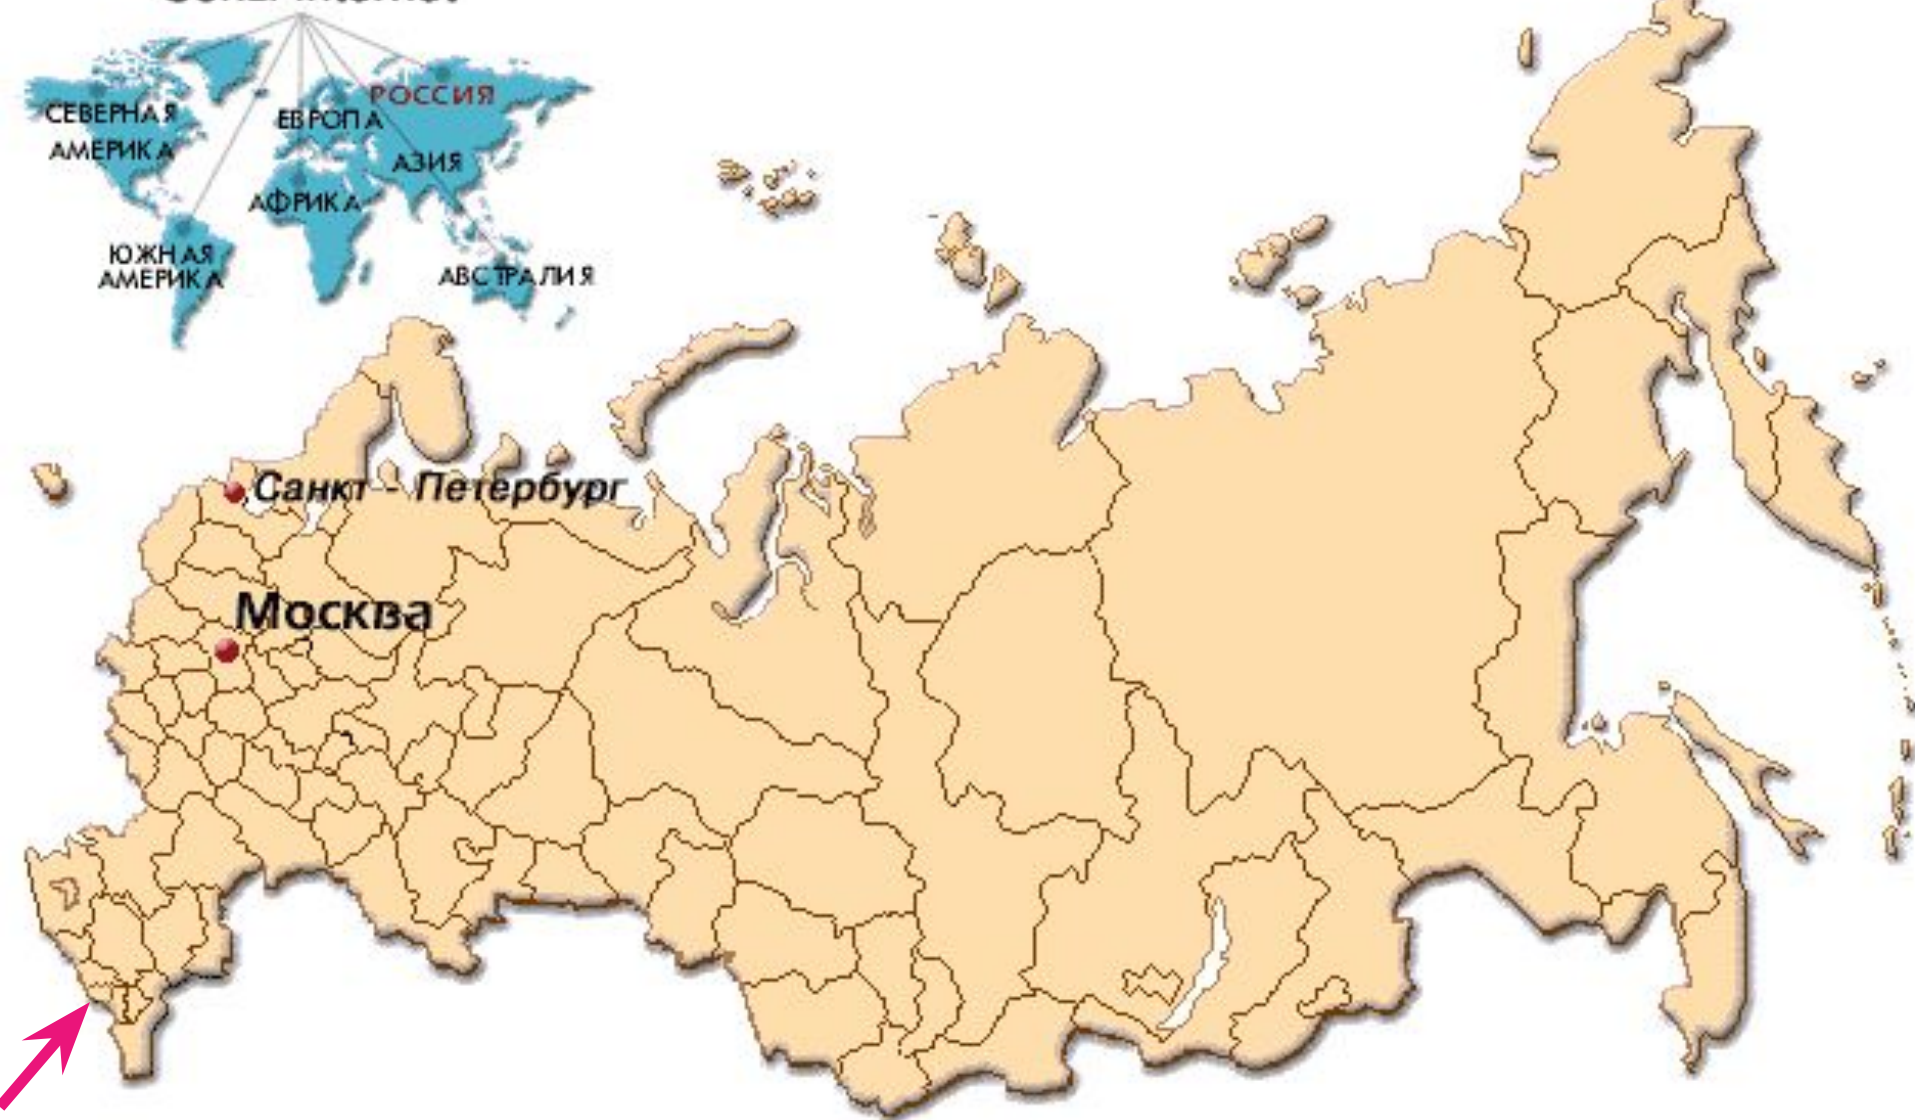 РОССИЯ
СЕВЕРНАЯ
АМЕРИКА
ЕВРОПА
АЗИЯ
АФРИКА
ЮЖНАЯ
АМЕРИКА
АВСТРАЛИЯ
Санкт - Петербург
Москва